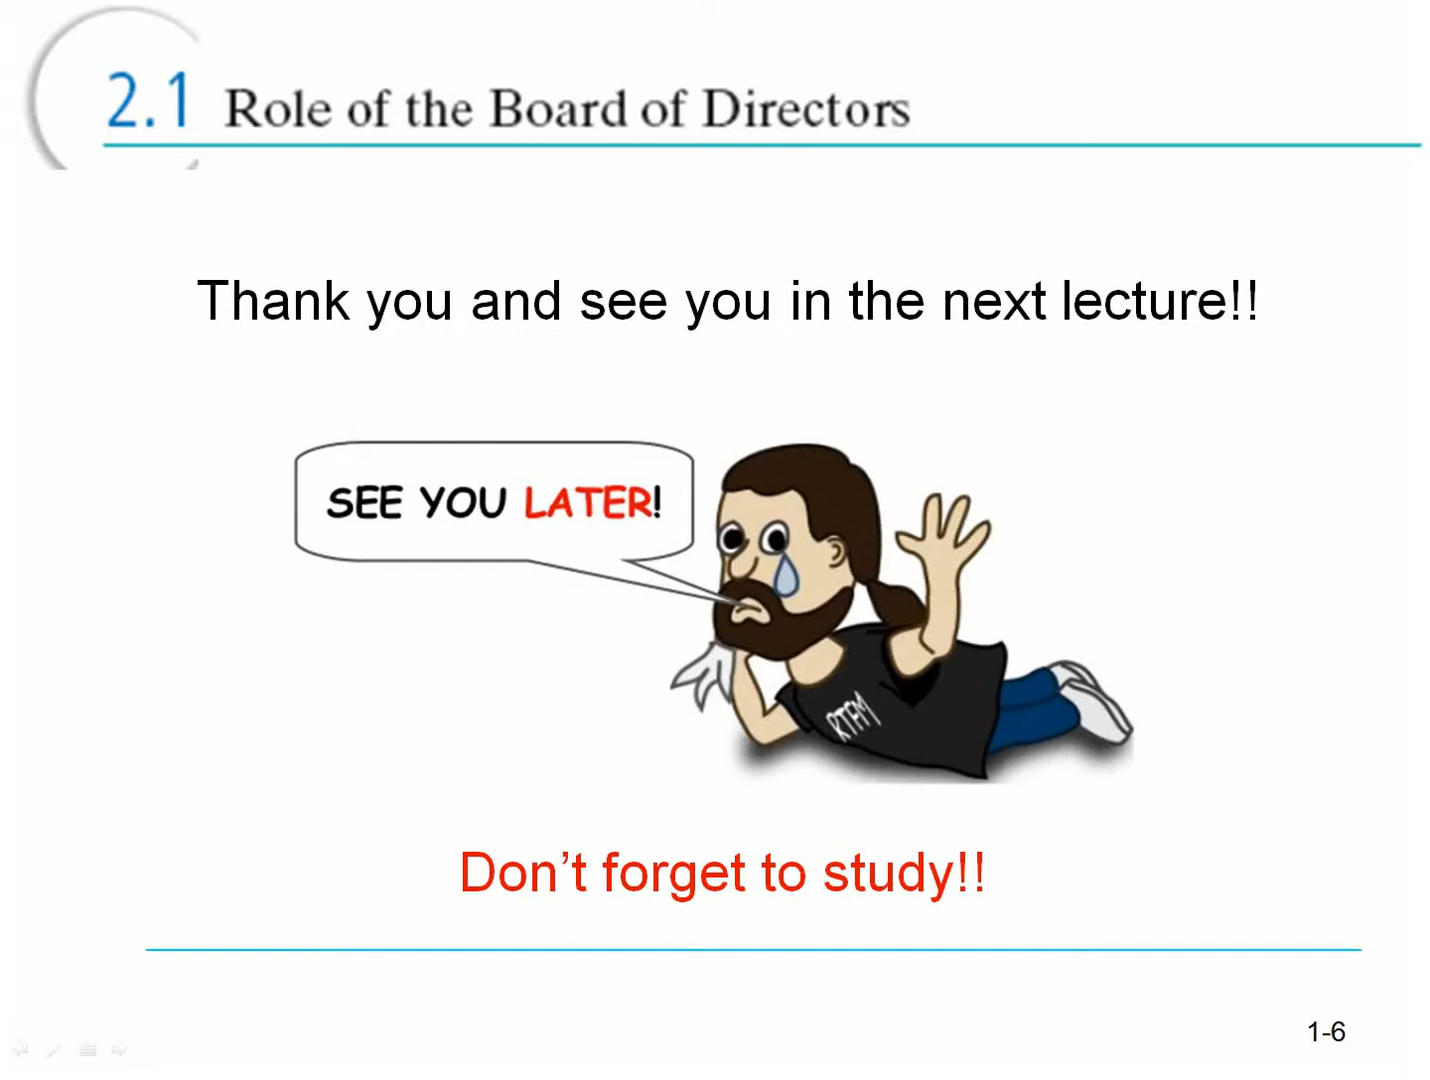 2.1 Role of the Board of Directors
Thank you and see you in the next lecture!!
SEE YOU LATER!
RTFM
Don't forget to study!!
1-6